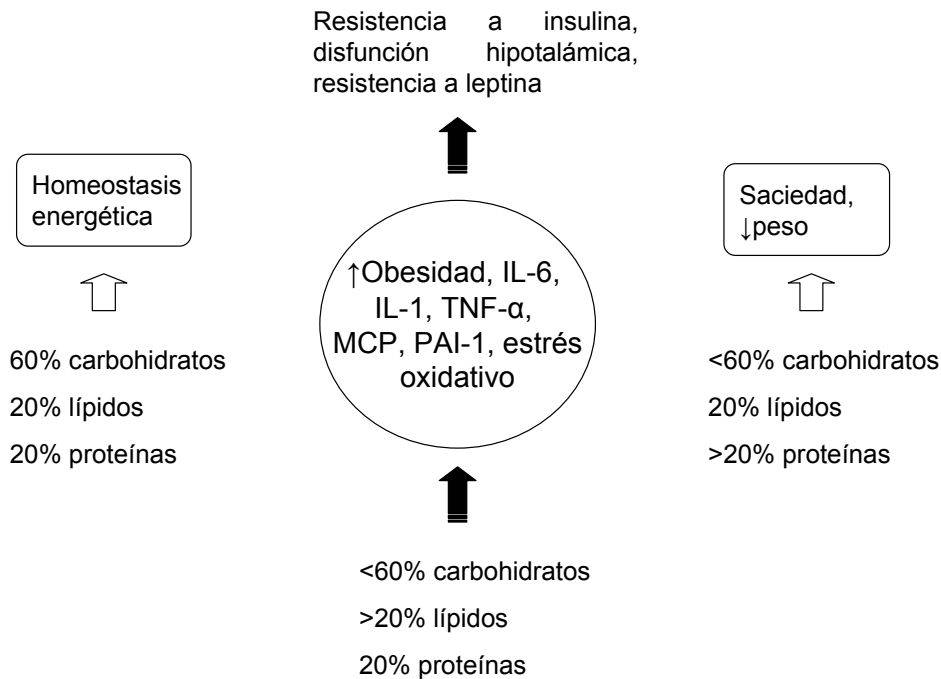 Resistencia a insulina,
disfunción hipotalámica,
resistencia a leptina
Homeostasis
energética
Saciedad,
↓peso
↑Obesidad, IL-6,
IL-1, TNF-α,
MCP, PAI-1, estrés
oxidativo
60% carbohidratos
20% lípidos
20% proteínas
<60% carbohidratos
20% lípidos
>20% proteínas
<60% carbohidratos
>20% lípidos
20% proteínas